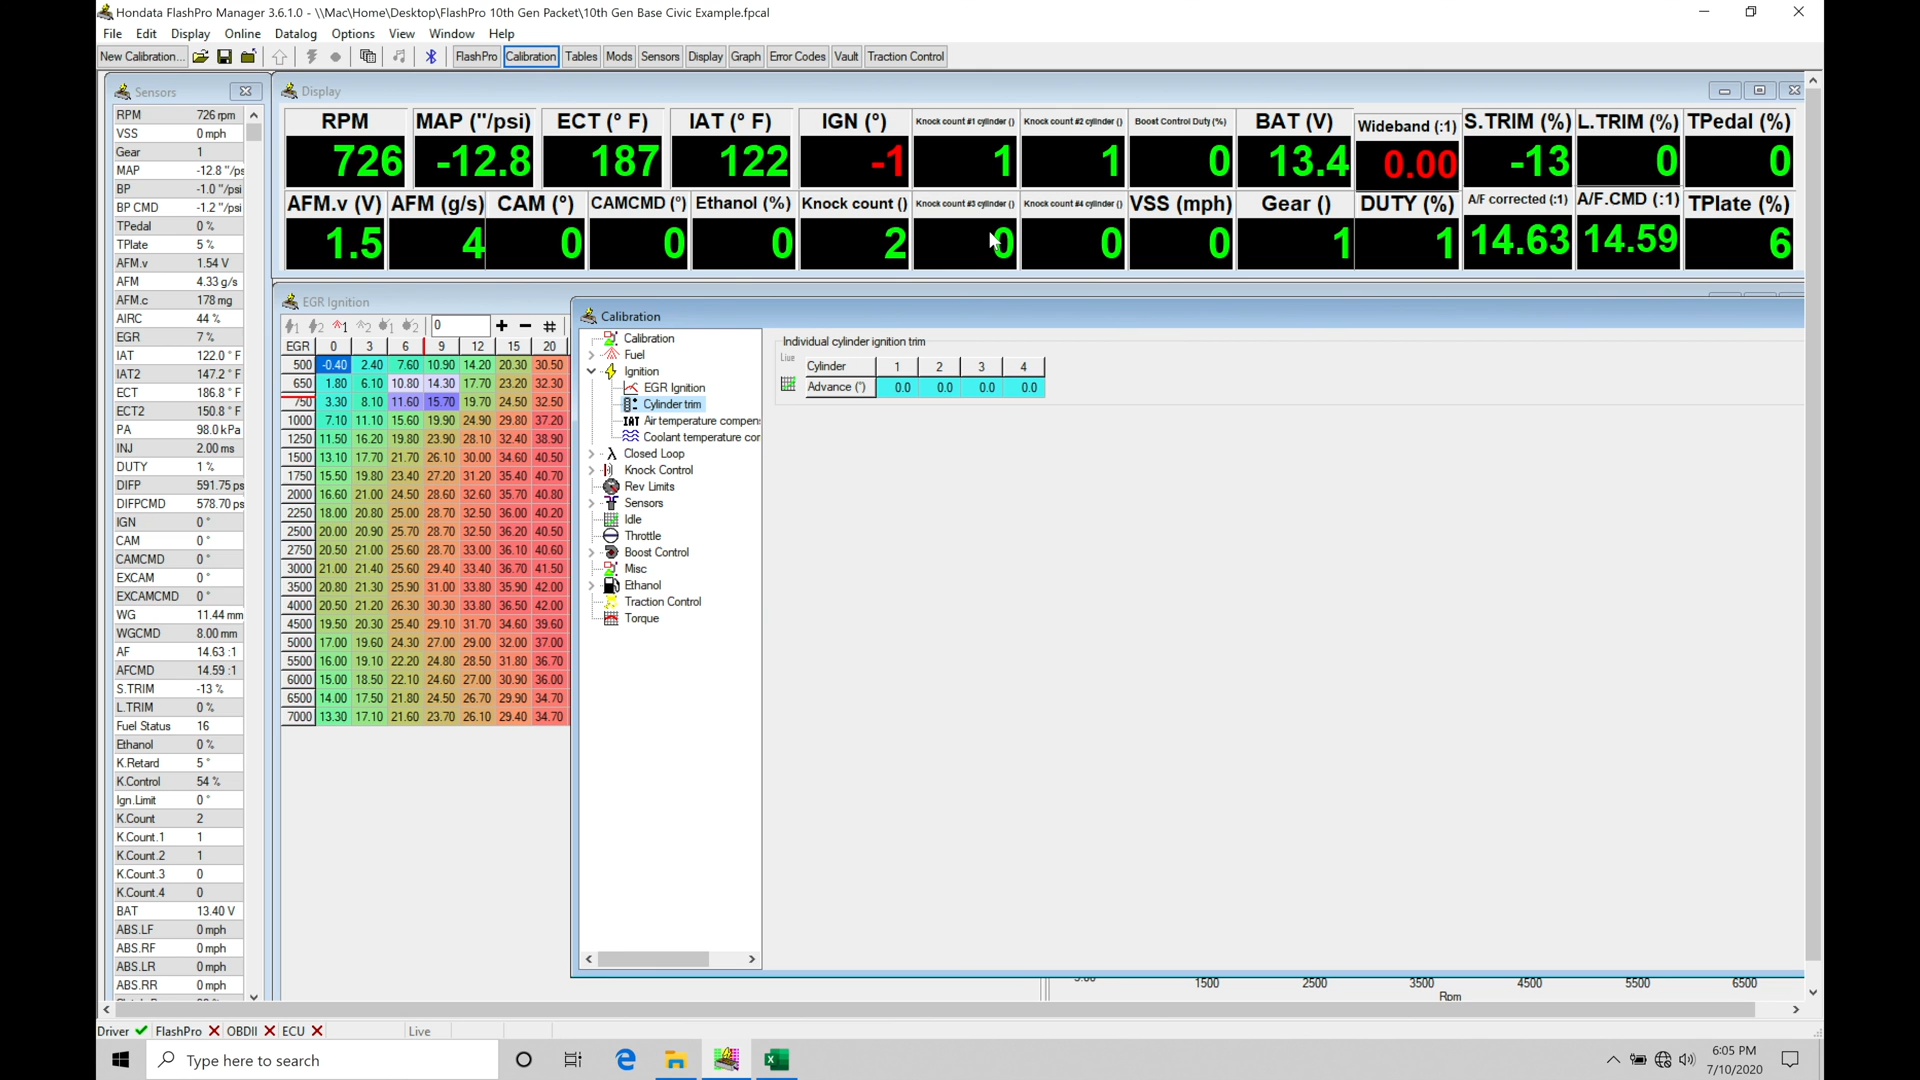 Hondata FlashPro Manager 3.6.1.0 - \\Mac\Home\Desktop\FlashPro 10th Gen Packet\10th Gen Base Civic Example.fpcal
File Edit Display Online Datalog Options View Window Help
New Calibration... FlashPro Calibration Tables Mods Sensors Display Graph Error Codes Vault Traction Control
Sensors
RPM 726 rpm
VSS 0 mph
Gear 1
MAP -12.8 "/ps
BP -1.0 "/psi
BP CMD -1.2 "/psi
TPedal 0 %
TPlate 5 %
AFM.v 1.54 V
AFM 4.33 g/s
AFM.c 178 mg
AIRC 44 %
EGR 7 %
IAT 122.0 ° F
IAT2 147.2 ° F
ECT 186.8 ° F
ECT2 150.8 ° F
PA 98.0 kPa
INJ 2.00 ms
DUTY 1 %
DIFP 591.75 ps
DIFPCMD 578.70 ps
IGN 0 °
CAM 0 °
CAMCMD 0 °
EXCAM 0 °
EXCAMCMD 0 °
WG 11.44 mm
WGCMD 8.00 mm
AF 14.63 :1
AFCMD 14.59 :1
S.TRIM -13 %
L.TRIM 0 %
Fuel Status 16
Ethanol 0 %
K.Retard 5 °
K.Control 54 %
Ign.Limit 0 °
K.Count 2
K.Count.1 1
K.Count.2 1
K.Count.3 0
K.Count.4 0
BAT 13.40 V
ABS.LF 0 mph
ABS.RF 0 mph
ABS.LR 0 mph
ABS.RR 0 mph
Display
RPM MAP ("/psi) ECT (° F) IAT (° F) IGN (°) Knock count #1 cylinder () Knock count #2 cylinder () Boost Control Duty (%) BAT (V) Wideband (:1) S.TRIM (%) L.TRIM (%) TPedal (%)
726 -12.8 187 122 -1 1 1 0 13.4 0.00 -13 0 0
AFM.v (V) AFM (g/s) CAM (°) CAMCMD (°) Ethanol (%) Knock count () Knock count #3 cylinder () Knock count #4 cylinder () VSS (mph) Gear () DUTY (%) A/F corrected (:1) A/F.CMD (:1) TPlate (%)
1.5 4 0 0 0 2 0 0 0 1 1 14.63 14.59 6
EGR Ignition
1 2 1 2 1 2 0 + - #
EGR 0 3 6 9 12 15 20
500 -0.40 2.40 7.60 10.90 14.20 20.30 30.50
650 1.80 6.10 10.80 14.30 17.70 23.20 32.30
750 3.30 8.10 11.60 15.70 19.70 24.50 32.50
1000 7.10 11.10 15.60 19.90 24.90 29.80 37.20
1250 11.50 16.20 19.80 23.90 28.10 32.40 38.90
1500 13.10 17.70 21.70 26.10 30.00 34.60 40.50
1750 15.50 19.80 23.40 27.20 31.20 35.40 40.70
2000 16.60 21.00 24.50 28.60 32.60 35.70 40.80
2250 18.00 20.80 25.00 28.70 32.50 36.00 40.20
2500 20.00 20.90 25.70 28.70 32.50 36.20 40.50
2750 20.50 21.00 25.60 28.70 33.00 36.10 40.60
3000 21.00 21.40 25.60 29.40 33.40 36.70 41.50
3500 20.80 21.30 25.90 31.00 33.80 35.90 42.00
4000 20.50 21.20 26.30 30.30 33.80 36.50 42.00
4500 19.50 20.30 25.40 29.10 31.70 34.60 39.60
5000 17.00 19.60 24.30 27.00 29.00 32.00 37.00
5500 16.00 19.10 22.20 24.80 28.50 31.80 36.70
6000 15.00 18.50 22.10 24.60 27.00 30.90 36.00
6500 14.00 17.50 21.80 24.50 26.70 29.90 34.70
7000 13.30 17.10 21.60 23.70 26.10 29.40 34.70
Calibration
Calibration
Fuel
Ignition
EGR Ignition
Cylinder trim
IAT Air temperature compens
Coolant temperature cor
Closed Loop
Knock Control
Rev Limits
Sensors
Idle
Throttle
Boost Control
Misc
Ethanol
Traction Control
Torque
Individual cylinder ignition trim
Live
Cylinder 1 2 3 4
Advance (°) 0.0 0.0 0.0 0.0
1500 2500 3500 4500 5500 6500
Rpm
Driver FlashPro OBDII ECU Live
Type here to search
6:05 PM
7/10/2020